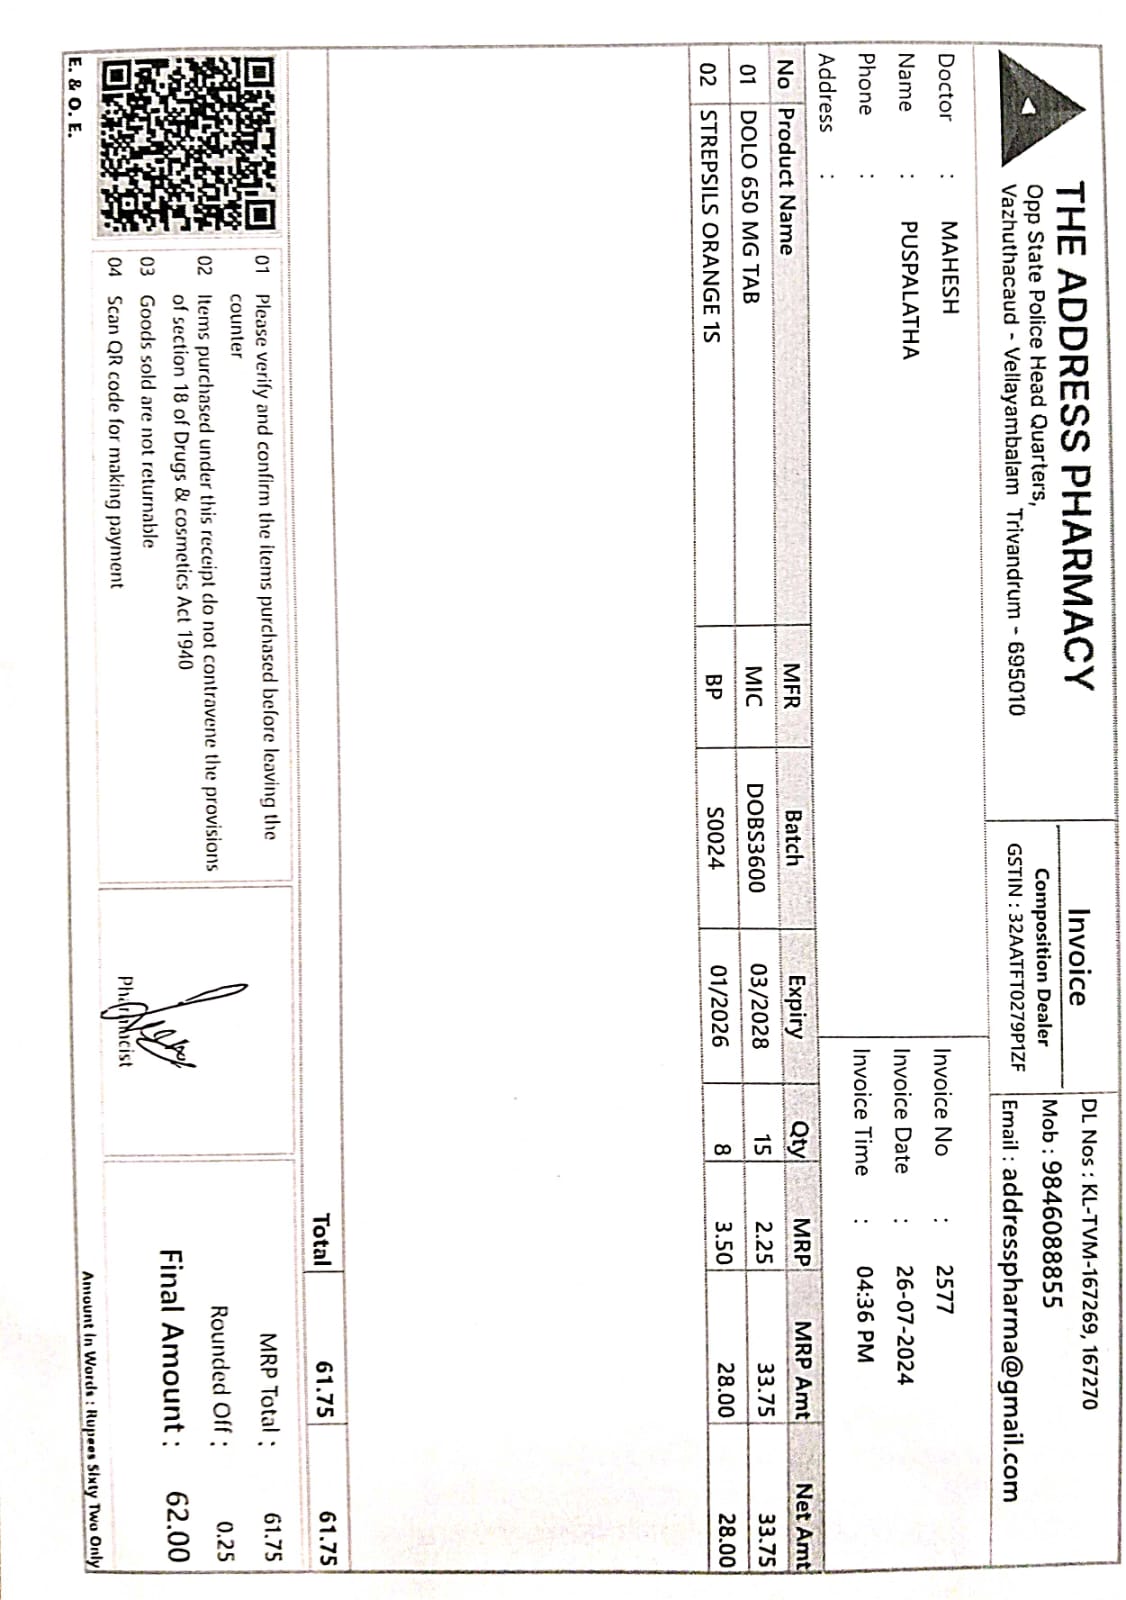 THE ADDRESS PHARMACY
Opp State Police Head Quarters,
Vazhuthacaud - Vellayambalam Trivandrum - 695010
Invoice
Composition Dealer
GSTIN : 32AATFT0279P1ZF
DL Nos : KL-TVM-167269, 167270
Mob : 9846088855
Email : addresspharma@gmail.com
Doctor : MAHESH
Name : PUSPALATHA
Phone :
Address :
Invoice No : 2577
Invoice Date : 26-07-2024
Invoice Time : 04:36 PM
No Product Name MFR Batch Expiry Qty MRP MRP Amt Net Amt
01 DOLO 650 MG TAB MIC DOBS3600 03/2028 15 2.25 33.75 33.75
02 STREPSILS ORANGE 1S BP S0024 01/2026 8 3.50 28.00 28.00
Total 61.75 61.75
01 Please verify and confirm the items purchased before leaving the
counter
02 Items purchased under this receipt do not contravene the provisions
of section 18 of Drugs & cosmetics Act 1940
03 Goods sold are not returnable
04 Scan QR code for making payment
Pharmacist
MRP Total : 61.75
Rounded Off : 0.25
Final Amount : 62.00
E. & O. E.
Amount In Words : Rupees Sixty Two Only